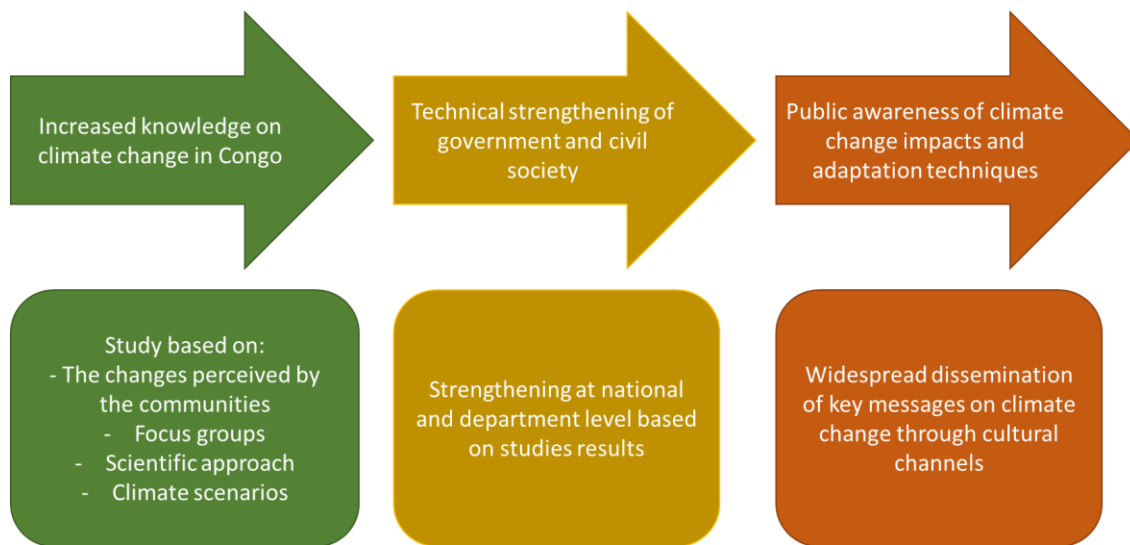 Increased knowledge on
climate change in Congo
Technical strengthening of
government and civil
society
Public awareness of climate
change impacts and
adaptation techniques
Study based on:
- The changes perceived by
the communities
- Focus groups
- Scientific approach
- Climate scenarios
Strengthening at national
and department level based
on studies results
Widespread dissemination
of key messages on climate
change through cultural
channels